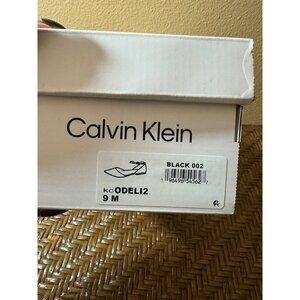 Calvin Klein
BLACK 002
KCODELI2
9 M